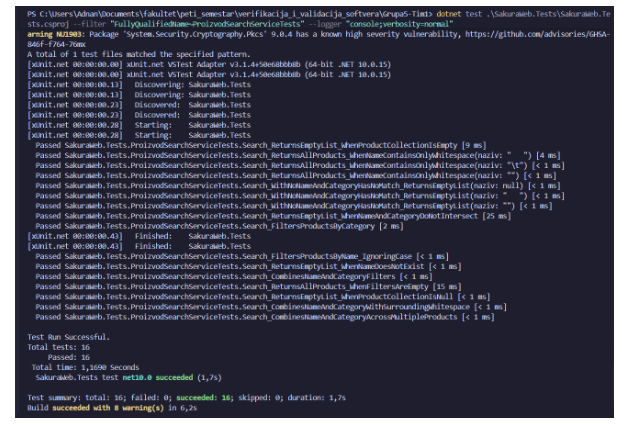 PS C:\Users\Adnan\Documents\fakultet\peti_semestar\verifikacija_i_validacija_softvera\Grupa5-Tim1> dotnet test .\SakuraWeb.Tests\SakuraWeb.Te
sts.csproj --filter "FullyQualifiedName~ProizvodSearchServiceTests" --logger "console;verbosity=normal"
arning NU1903: Package 'System.Security.Cryptography.Pkcs' 9.0.4 has a known high severity vulnerability, https://github.com/advisories/GHSA-
846f-f764-76mx
A total of 1 test files matched the specified pattern.
[xUnit.net 00:00:00.00] xUnit.net VSTest Adapter v3.1.4+50e68bbb8b (64-bit .NET 10.0.15)
[xUnit.net 00:00:00.00] xUnit.net VSTest Adapter v3.1.4+50e68bbb8b (64-bit .NET 10.0.15)
[xUnit.net 00:00:00.13]   Discovering: SakuraWeb.Tests
[xUnit.net 00:00:00.13]   Discovering: SakuraWeb.Tests
[xUnit.net 00:00:00.23]   Discovered:  SakuraWeb.Tests
[xUnit.net 00:00:00.23]   Discovered:  SakuraWeb.Tests
[xUnit.net 00:00:00.28]   Starting:    SakuraWeb.Tests
[xUnit.net 00:00:00.28]   Starting:    SakuraWeb.Tests
  Passed SakuraWeb.Tests.ProizvodSearchServiceTests.Search_ReturnsEmptyList_WhenProductCollectionIsEmpty [9 ms]
  Passed SakuraWeb.Tests.ProizvodSearchServiceTests.Search_ReturnsAllProducts_WhenNameContainsOnlyWhitespace(naziv: "   ") [4 ms]
  Passed SakuraWeb.Tests.ProizvodSearchServiceTests.Search_ReturnsAllProducts_WhenNameContainsOnlyWhitespace(naziv: "\t") [< 1 ms]
  Passed SakuraWeb.Tests.ProizvodSearchServiceTests.Search_ReturnsAllProducts_WhenNameContainsOnlyWhitespace(naziv: "") [< 1 ms]
  Passed SakuraWeb.Tests.ProizvodSearchServiceTests.Search_WithNoNameAndCategoryHasNoMatch_ReturnsEmptyList(naziv: null) [< 1 ms]
  Passed SakuraWeb.Tests.ProizvodSearchServiceTests.Search_WithNoNameAndCategoryHasNoMatch_ReturnsEmptyList(naziv: "   ") [< 1 ms]
  Passed SakuraWeb.Tests.ProizvodSearchServiceTests.Search_WithNoNameAndCategoryHasNoMatch_ReturnsEmptyList(naziv: "") [< 1 ms]
  Passed SakuraWeb.Tests.ProizvodSearchServiceTests.Search_ReturnsEmptyList_WhenNameAndCategoryDoNotIntersect [25 ms]
  Passed SakuraWeb.Tests.ProizvodSearchServiceTests.Search_FiltersProductsByCategory [2 ms]
[xUnit.net 00:00:00.43]   Finished:    SakuraWeb.Tests
[xUnit.net 00:00:00.43]   Finished:    SakuraWeb.Tests
  Passed SakuraWeb.Tests.ProizvodSearchServiceTests.Search_FiltersProductsByName_IgnoringCase [< 1 ms]
  Passed SakuraWeb.Tests.ProizvodSearchServiceTests.Search_ReturnsEmptyList_WhenNameDoesNotExist [< 1 ms]
  Passed SakuraWeb.Tests.ProizvodSearchServiceTests.Search_CombinesNameAndCategoryFilters [< 1 ms]
  Passed SakuraWeb.Tests.ProizvodSearchServiceTests.Search_ReturnsAllProducts_WhenFiltersAreEmpty [15 ms]
  Passed SakuraWeb.Tests.ProizvodSearchServiceTests.Search_ReturnsEmptyList_WhenProductCollectionIsNull [< 1 ms]
  Passed SakuraWeb.Tests.ProizvodSearchServiceTests.Search_CombinesNameAndCategoryWithSurroundingWhitespace [< 1 ms]
  Passed SakuraWeb.Tests.ProizvodSearchServiceTests.Search_CombinesNameAndCategoryAcrossMultipleProducts [< 1 ms]
Test Run Successful.
Total tests: 16
     Passed: 16
 Total time: 1,1690 Seconds
  SakuraWeb.Tests test net10.0 succeeded (1,7s)
Test summary: total: 16; failed: 0; succeeded: 16; skipped: 0; duration: 1,7s
Build succeeded with 8 warning(s) in 6,2s